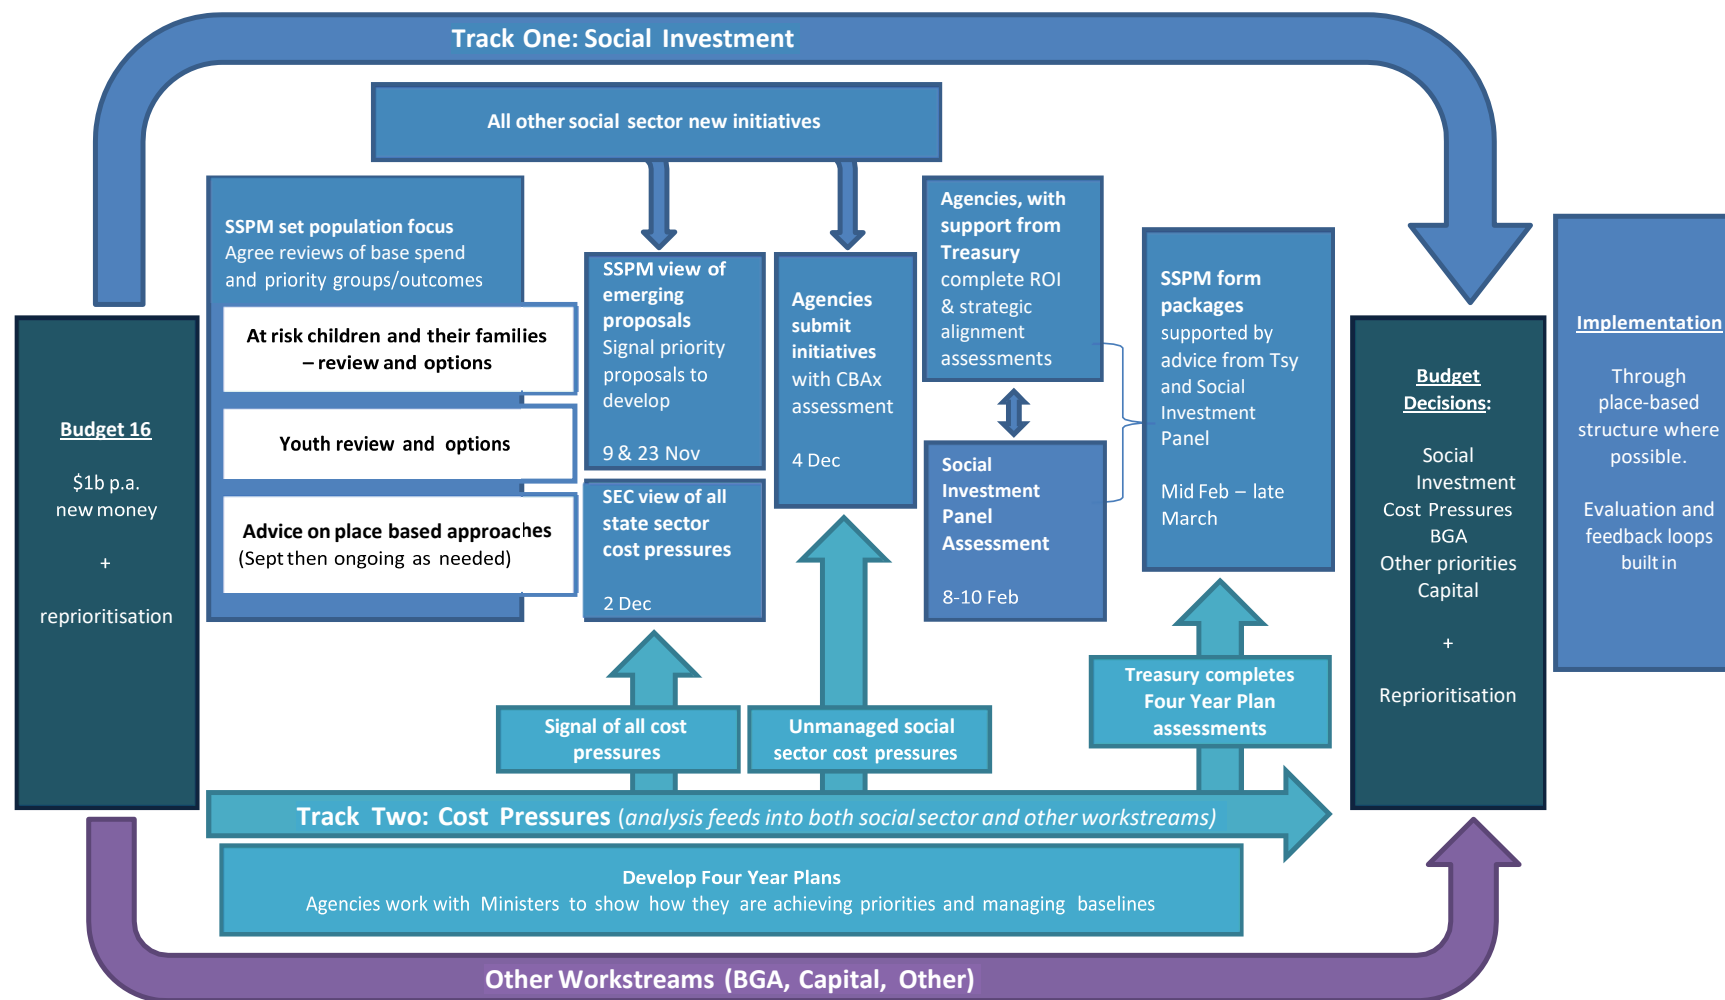 Track One: Social Investment
All other social sector new initiatives
SSPM set population focus
Agree reviews of base spend
and priority groups/outcomes
At risk children and their families
– review and options
Youth review and options
Advice on place based approaches
(Sept then ongoing as needed)
Budget 16
$1b p.a.
new money
+
reprioritisation
SSPM view of
emerging
proposals
Signal priority
proposals to
develop
9 & 23 Nov
SEC view of all
state sector
cost pressures
2 Dec
Agencies
submit
initiatives
with CBAx
assessment
4 Dec
Agencies, with
support from
Treasury
complete ROI
& strategic
alignment
assessments
Social
Investment
Panel
Assessment
8-10 Feb
SSPM form
packages
supported by
advice from Tsy
and Social
Investment
Panel
Mid Feb – late
March
Budget
Decisions:
Social
Investment
Cost Pressures
BGA
Other priorities
Capital
+
Reprioritisation
Implementation
Through
place-based
structure where
possible.
Evaluation and
feedback loops
built in
Signal of all cost
pressures
Unmanaged social
sector cost pressures
Treasury completes
Four Year Plan
assessments
Track Two: Cost Pressures (analysis feeds into both social sector and other workstreams)
Develop Four Year Plans
Agencies work with Ministers to show how they are achieving priorities and managing baselines
Other Workstreams (BGA, Capital, Other)